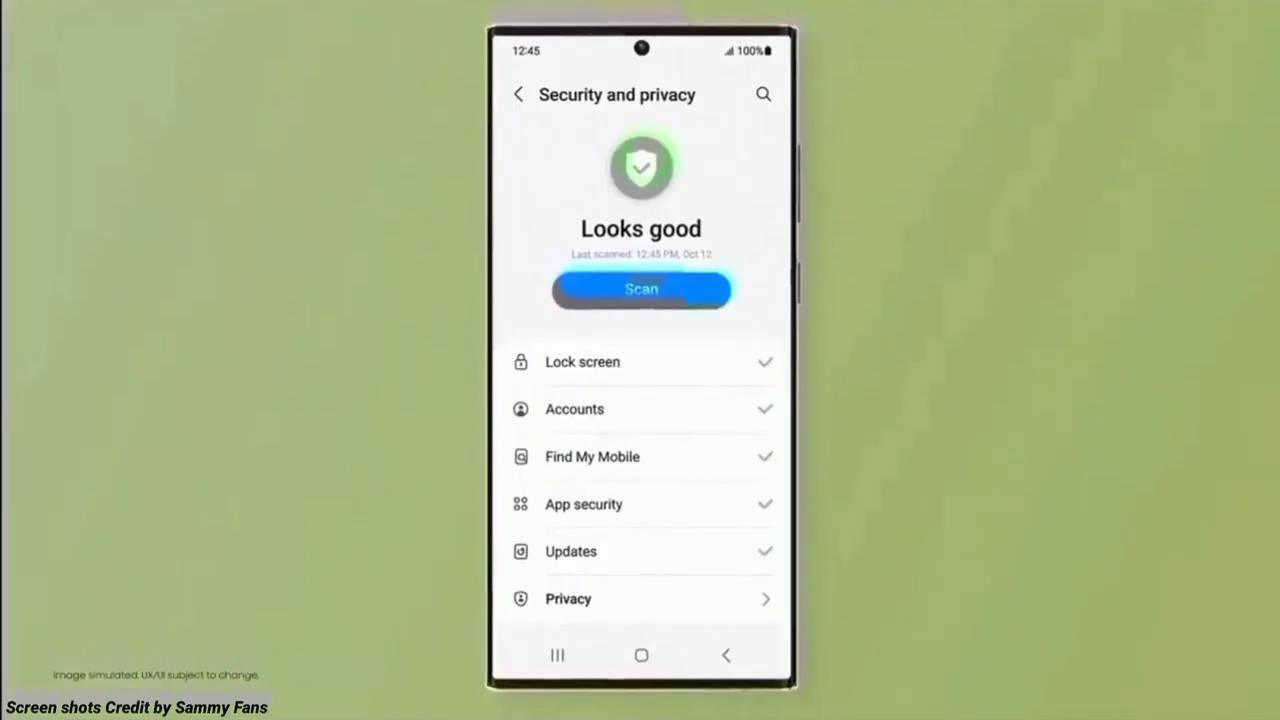 12:45
100%
Security and privacy
Looks good
Last scanned: 12:45 PM, Oct 12
Scan
Lock screen
Accounts
Find My Mobile
App security
Updates
Privacy
Image simulated. UX/UI subject to change.
Screen shots Credit by Sammy Fans